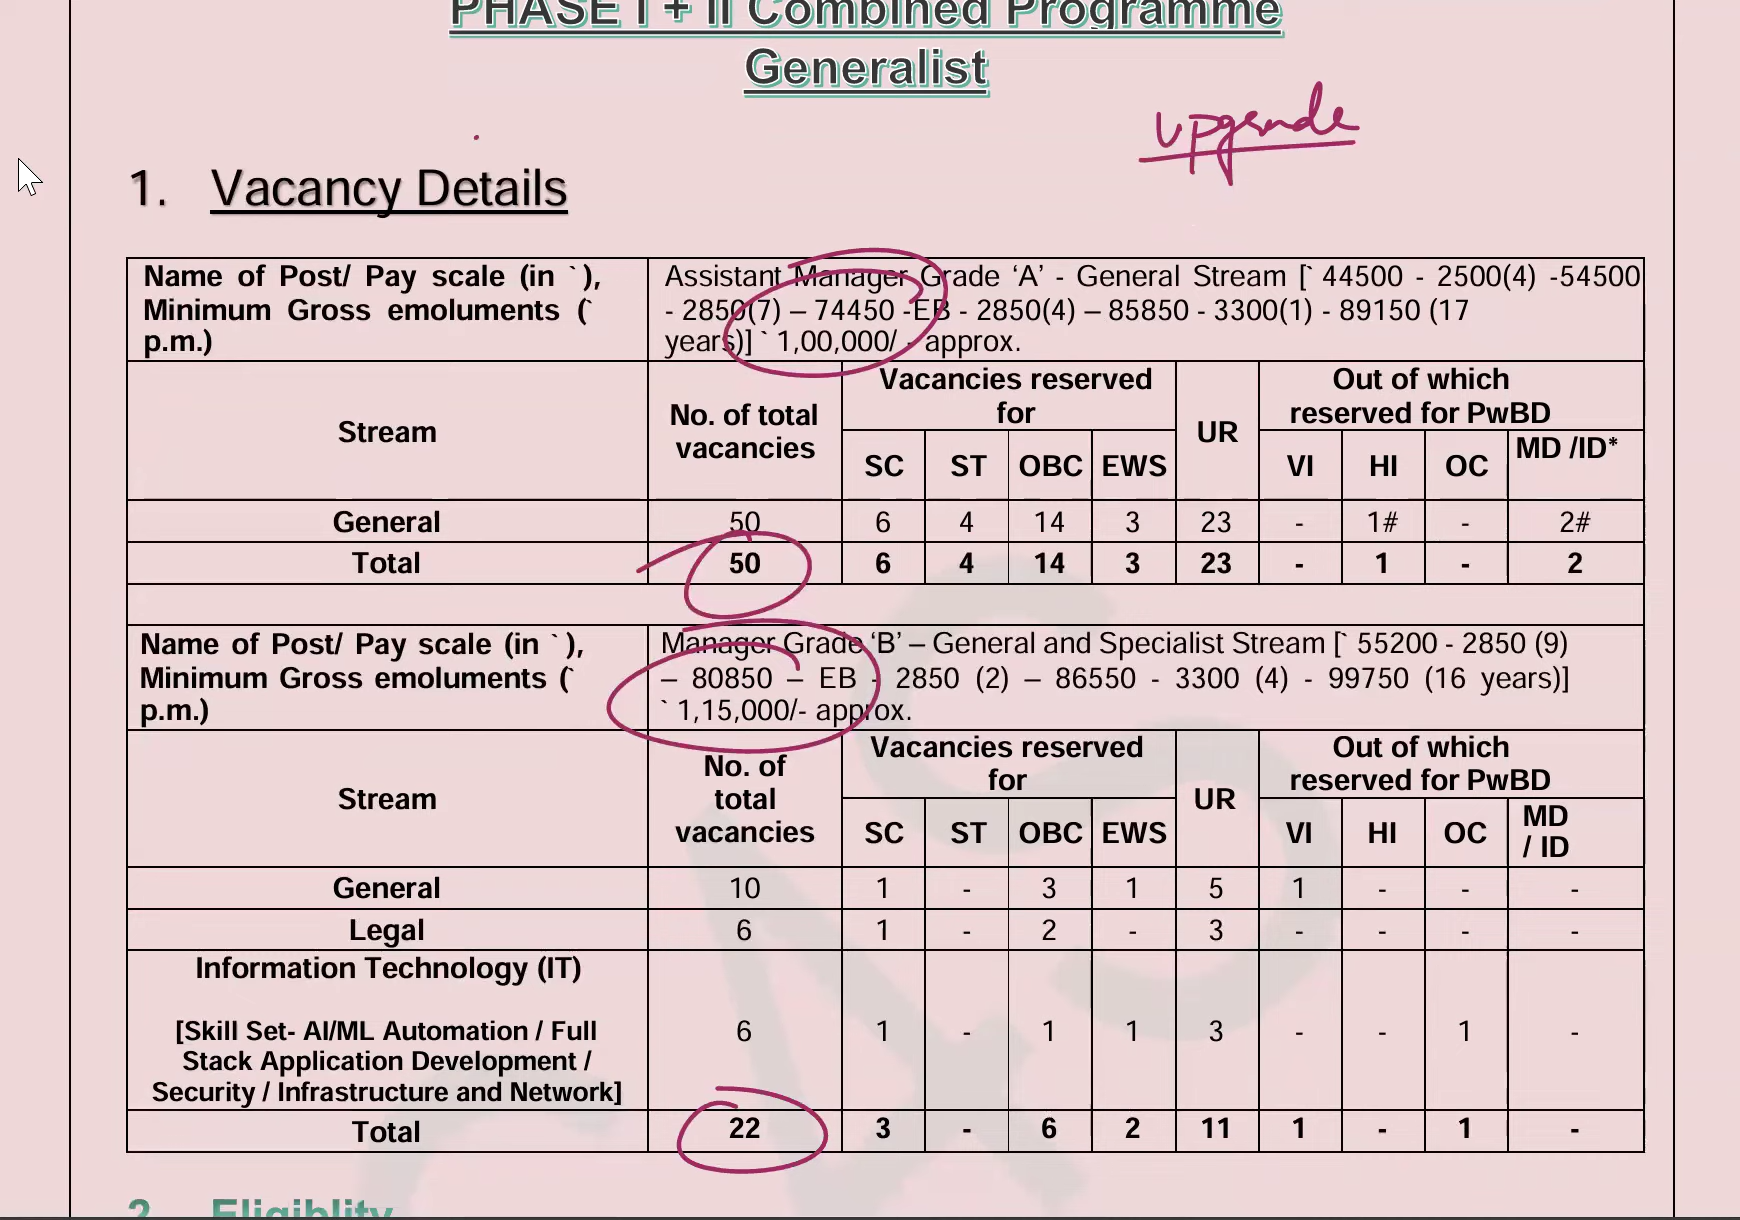 PHASE I + II Combined Programme
Generalist
upgrade
1. Vacancy Details
Name of Post/ Pay scale (in `), Minimum Gross emoluments (` p.m.)
Assistant Manager Grade ‘A’ - General Stream [` 44500 - 2500(4) -54500
- 2850(7) – 74450 -EB - 2850(4) – 85850 - 3300(1) - 89150 (17
years)] ` 1,00,000/ - approx.
Stream
No. of total vacancies
Vacancies reserved for
UR
Out of which reserved for PwBD
SC ST OBC EWS VI HI OC MD /ID*
General 50 6 4 14 3 23 - 1# - 2#
Total 50 6 4 14 3 23 - 1 - 2
Name of Post/ Pay scale (in `), Minimum Gross emoluments (` p.m.)
Manager Grade ‘B’ – General and Specialist Stream [` 55200 - 2850 (9)
– 80850 – EB - 2850 (2) – 86550 - 3300 (4) - 99750 (16 years)]
` 1,15,000/- approx.
Stream
No. of total vacancies
Vacancies reserved for
UR
Out of which reserved for PwBD
SC ST OBC EWS VI HI OC MD / ID
General 10 1 - 3 1 5 1 - - -
Legal 6 1 - 2 - 3 - - - -
Information Technology (IT)
[Skill Set- AI/ML Automation / Full
Stack Application Development /
Security / Infrastructure and Network]
6 1 - 1 1 3 - - 1 -
Total 22 3 - 6 2 11 1 - 1 -
2. Eligiblity